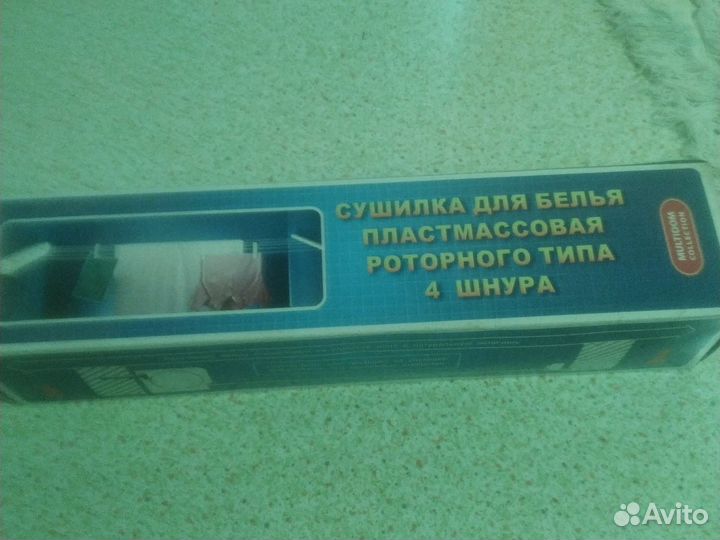 СУШИЛКА ДЛЯ БЕЛЬЯ
ПЛАСТМАССОВАЯ
РОТОРНОГО ТИПА
4 ШНУРА
MULTIDOM
COLLECTION
Avito